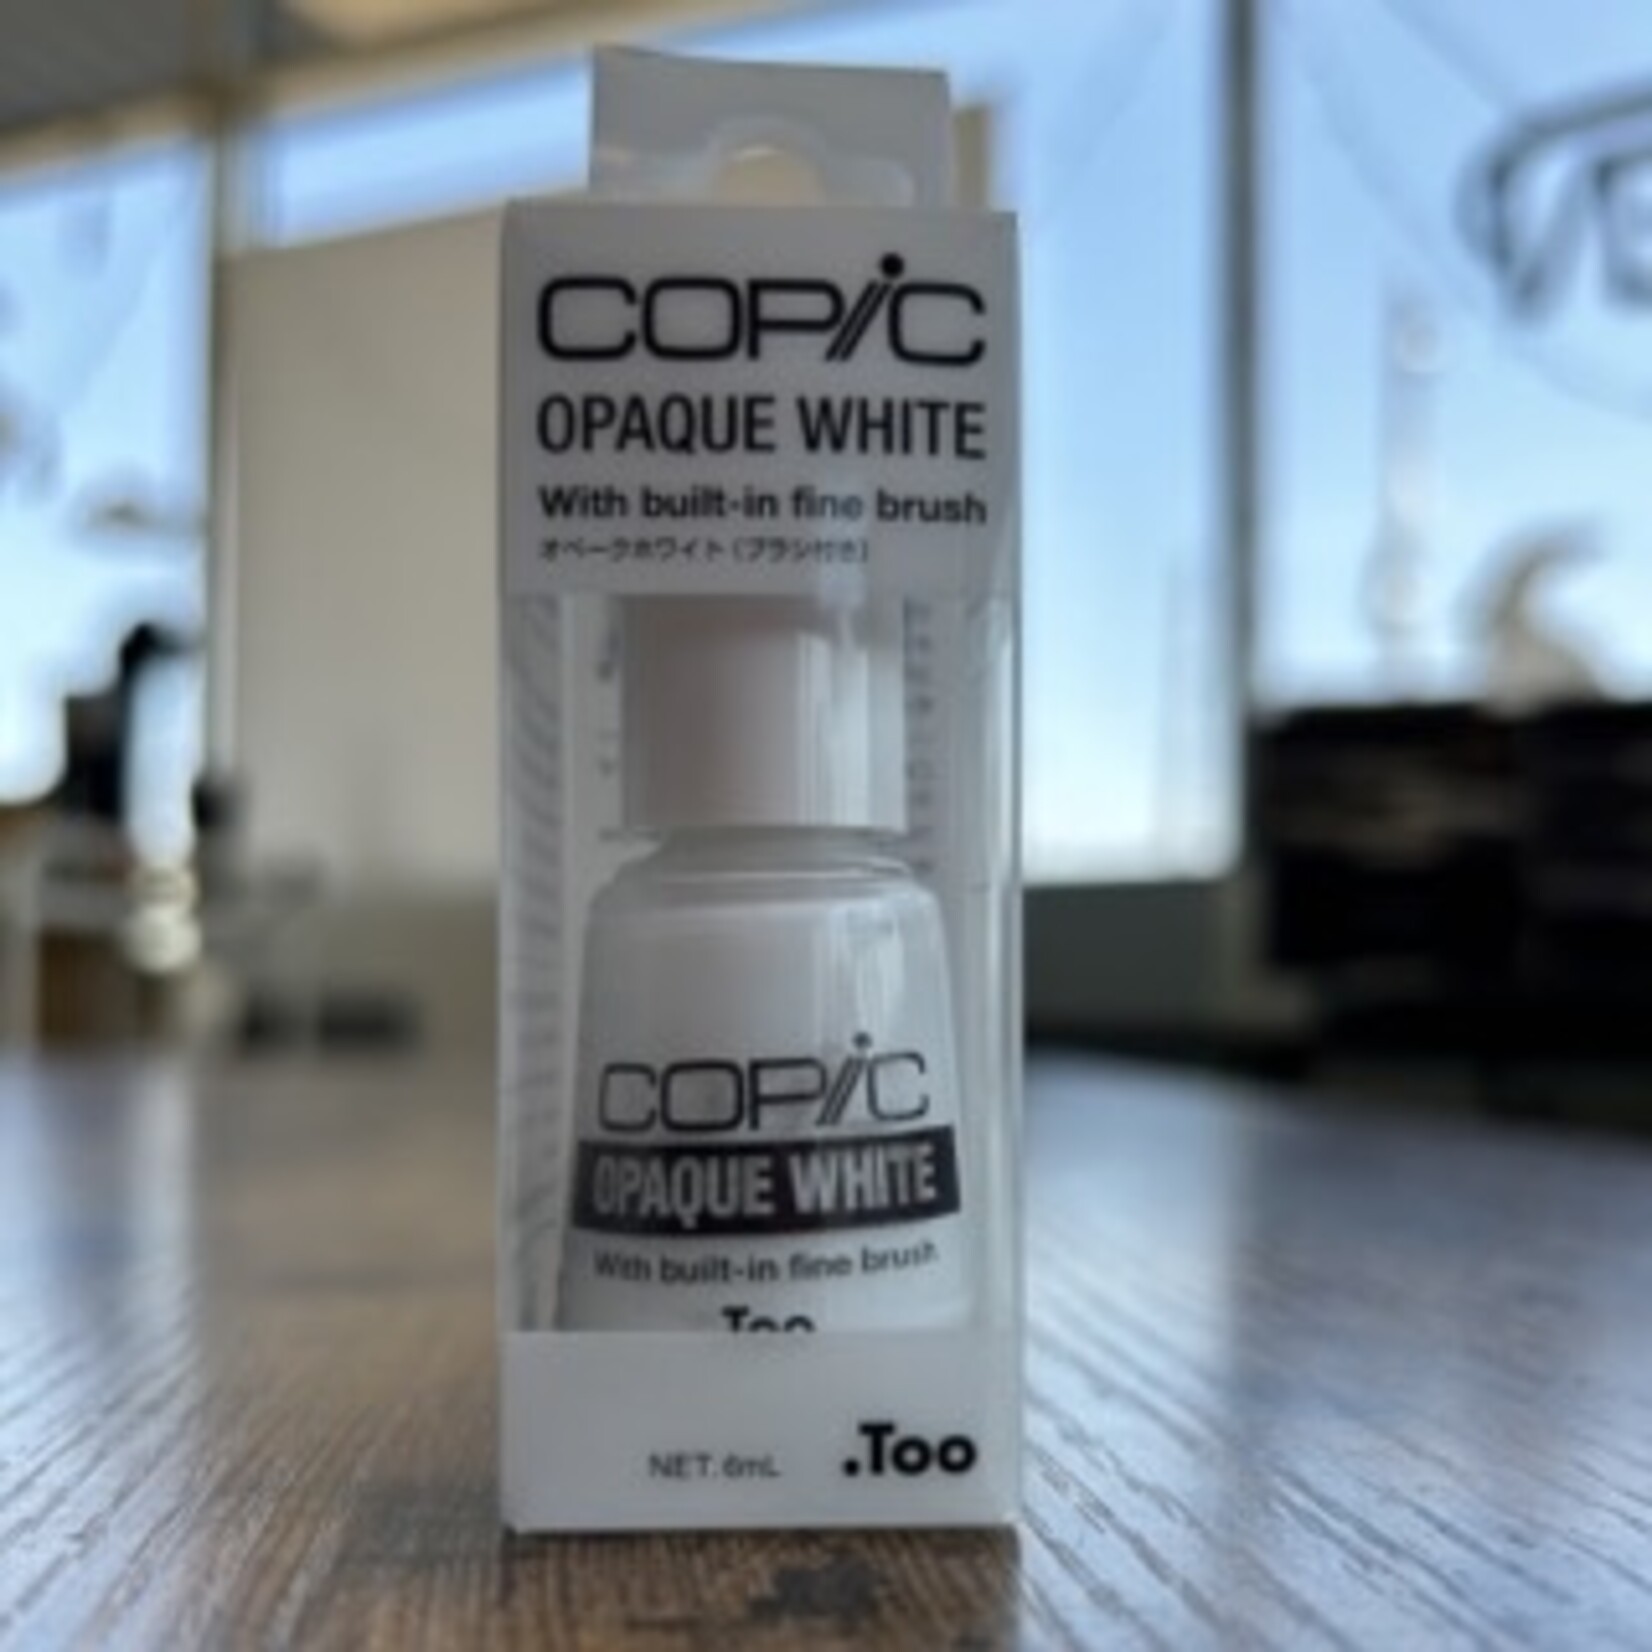 COPiC
OPAQUE WHITE
With built-in fine brush
オペークホワイト(ブラシ付き)
COPiC
OPAQUE WHITE
With built-in fine brush
Too
NET. 6mL
.Too